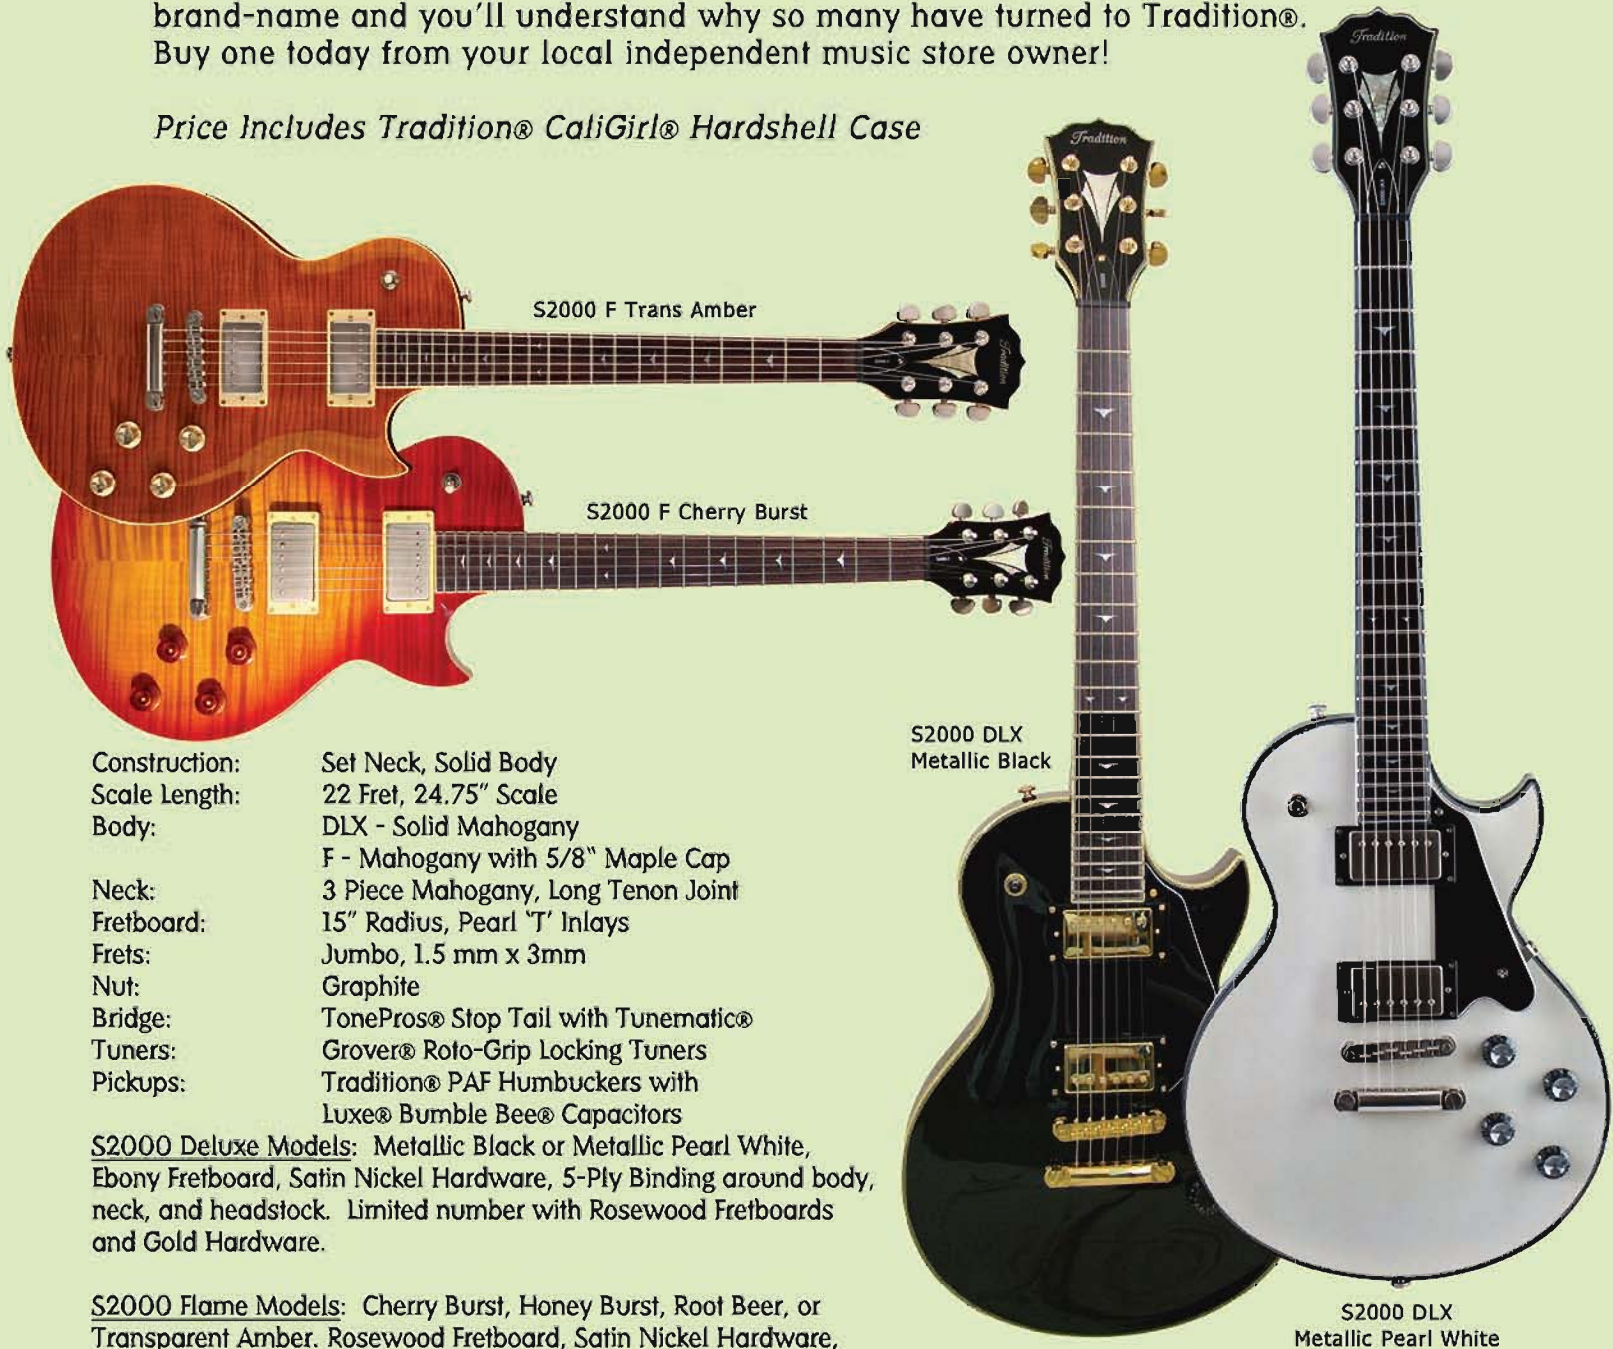 brand-name and you'll understand why so many have turned to Tradition®.
Buy one today from your local independent music store owner!
Price Includes Tradition® CaliGirl® Hardshell Case
Tradition
Tradition
S2000 F Trans Amber
Tradition
S2000 F Cherry Burst
Tradition
S2000 DLX
Metallic Black
Construction: Set Neck, Solid Body
Scale Length: 22 Fret, 24.75" Scale
Body: DLX - Solid Mahogany
F - Mahogany with 5/8" Maple Cap
Neck: 3 Piece Mahogany, Long Tenon Joint
Fretboard: 15" Radius, Pearl 'T' Inlays
Frets: Jumbo, 1.5 mm x 3mm
Nut: Graphite
Bridge: TonePros® Stop Tail with Tunematic®
Tuners: Grover® Roto-Grip Locking Tuners
Pickups: Tradition® PAF Humbuckers with
Luxe® Bumble Bee® Capacitors
S2000 Deluxe Models: Metallic Black or Metallic Pearl White,
Ebony Fretboard, Satin Nickel Hardware, 5-Ply Binding around body,
neck, and headstock. Limited number with Rosewood Fretboards
and Gold Hardware.
S2000 Flame Models: Cherry Burst, Honey Burst, Root Beer, or
Transparent Amber. Rosewood Fretboard, Satin Nickel Hardware,
S2000 DLX
Metallic Pearl White